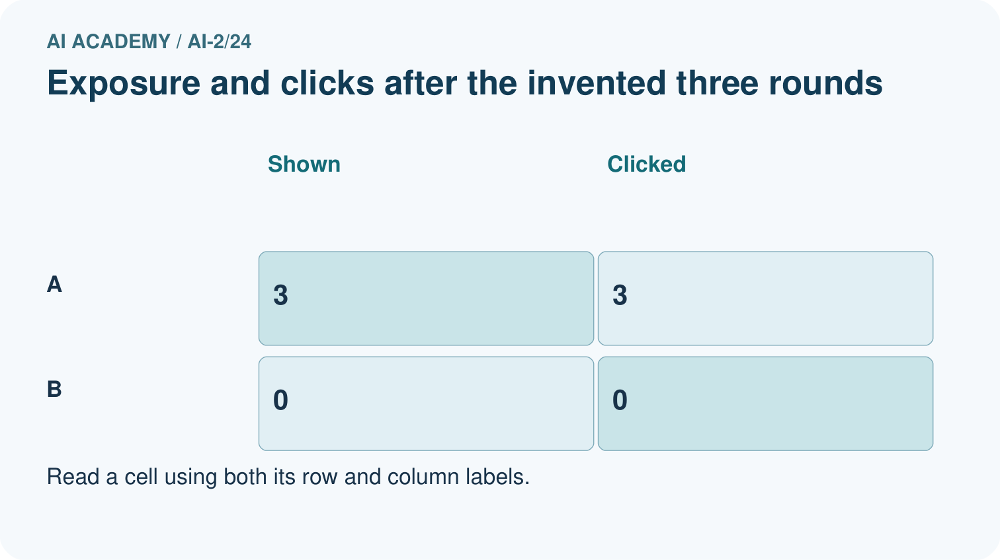 AI ACADEMY / AI-2/24
Exposure and clicks after the invented three rounds
Shown Clicked
A 3 3
B 0 0
Read a cell using both its row and column labels.